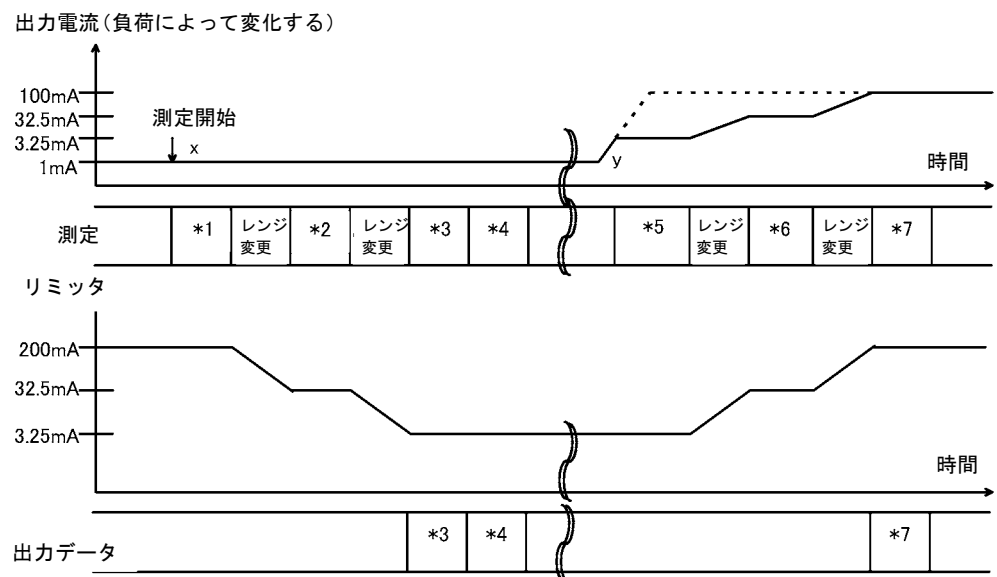 出力電流(負荷によって変化する)
100mA
32.5mA
3.25mA
1mA
測定開始
x
y
時間
測定
*1
レンジ
変更
*2
レンジ
変更
*3
*4
*5
レンジ
変更
*6
レンジ
変更
*7
リミッタ
200mA
32.5mA
3.25mA
時間
出力データ
*3
*4
*7